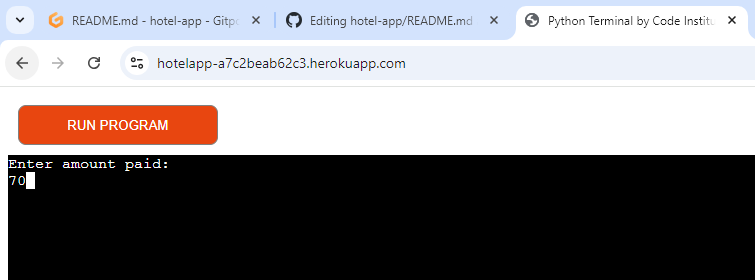 README.md - hotel-app - Gitpo
Editing hotel-app/README.md
Python Terminal by Code Institu
hotelapp-a7c2beab62c3.herokuapp.com
RUN PROGRAM
Enter amount paid:
70